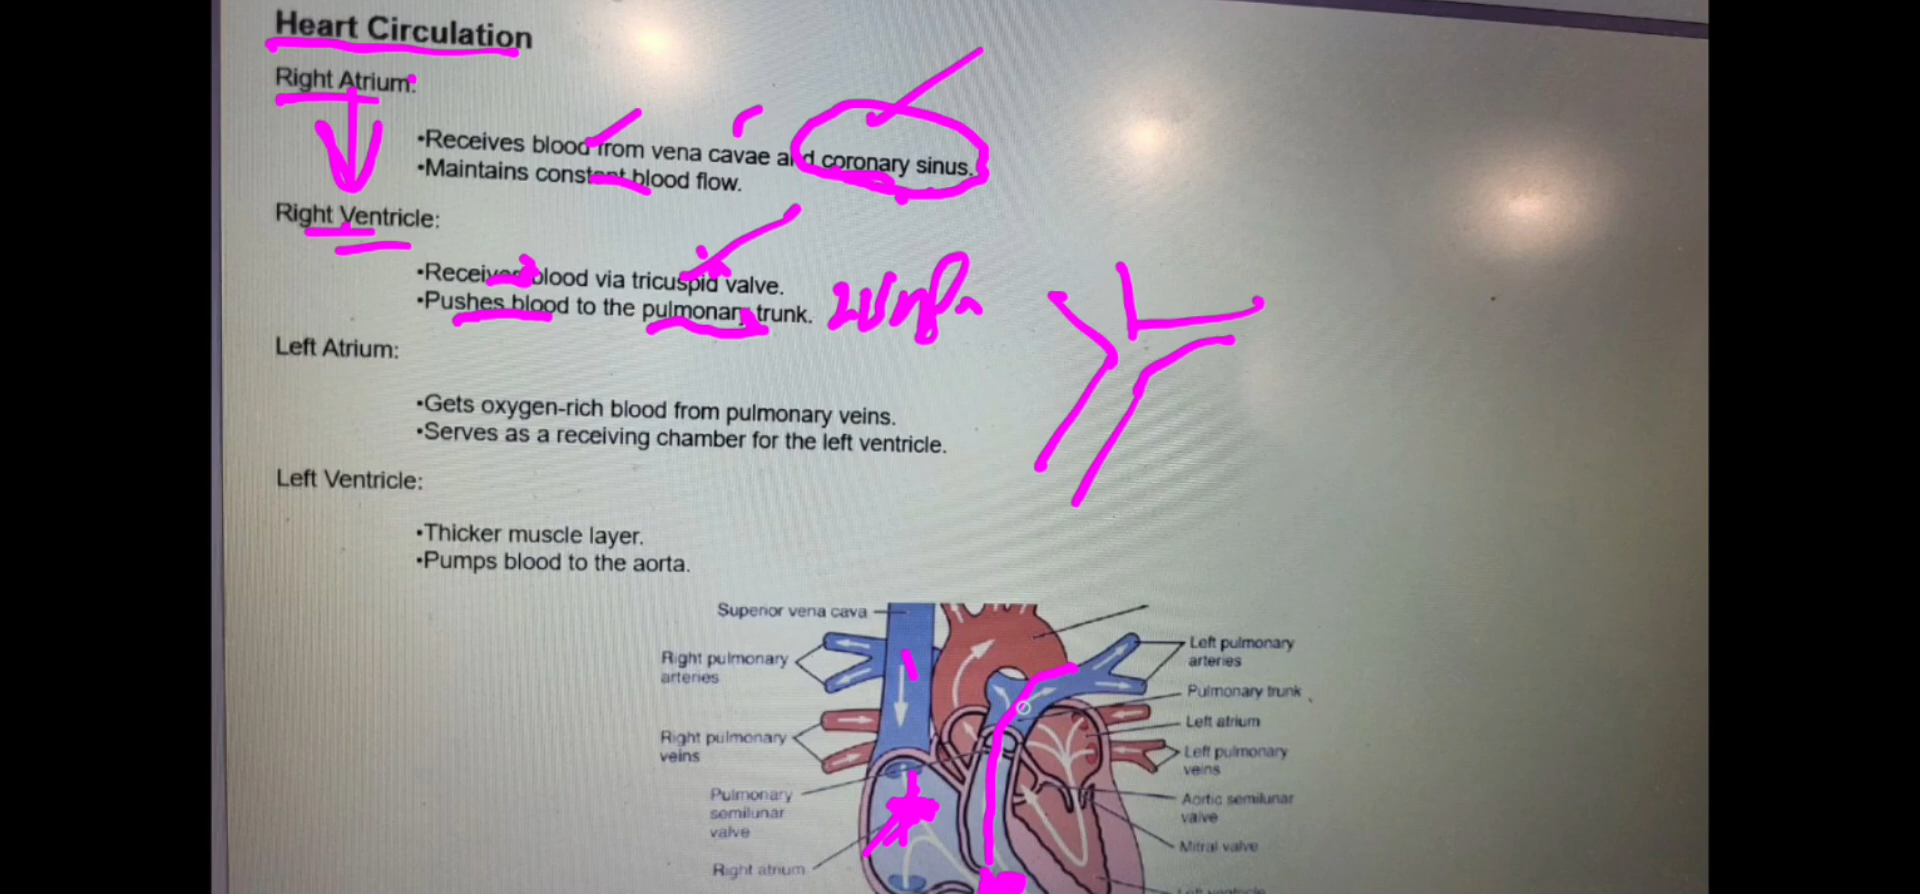 Heart Circulation
Right Atrium:
•Receives blood from vena cavae and coronary sinus.
•Maintains constant blood flow.
Right Ventricle:
•Receives blood via tricuspid valve.
•Pushes blood to the pulmonary trunk.
Left Atrium:
•Gets oxygen-rich blood from pulmonary veins.
•Serves as a receiving chamber for the left ventricle.
Left Ventricle:
•Thicker muscle layer.
•Pumps blood to the aorta.
Superior vena cava
Right pulmonary
arteries
Right pulmonary
veins
Pulmonary
semilunar
valve
Right atrium
Left pulmonary
arteries
Pulmonary trunk
Left atrium
Left pulmonary
veins
Aortic semilunar
valve
Mitral valve
Left ventricle